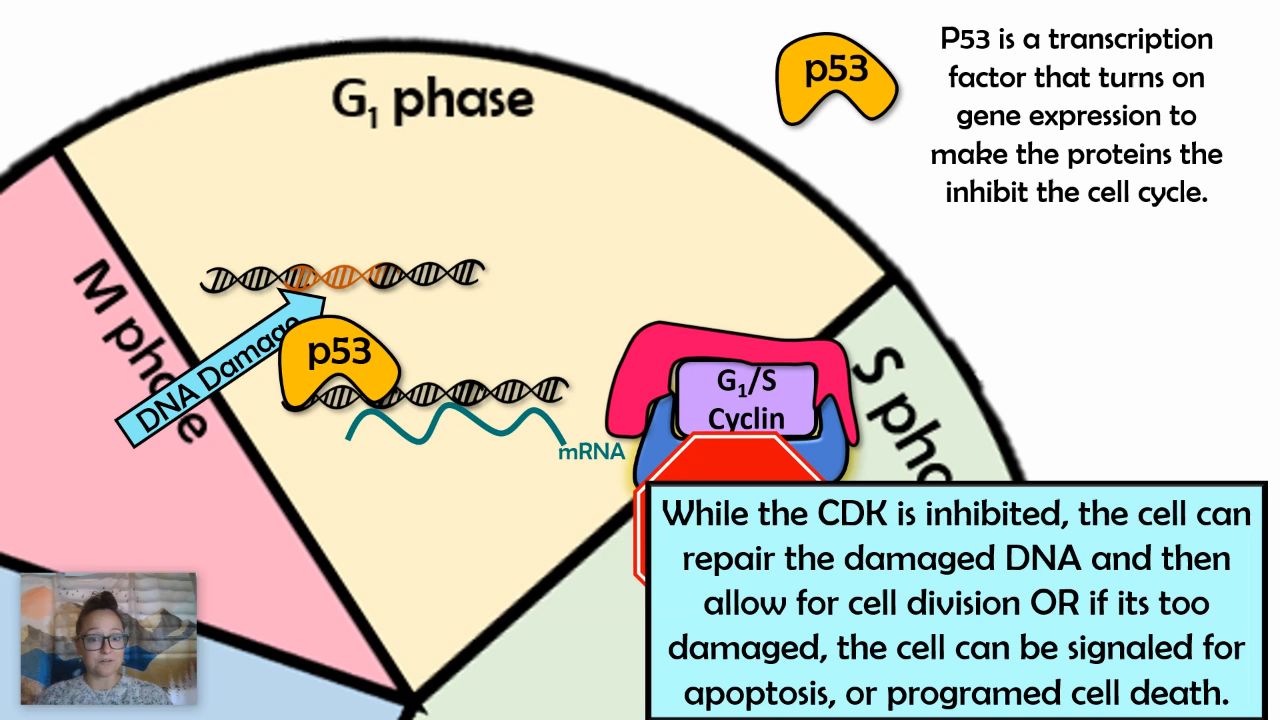 G1 phase
p53
P53 is a transcription
factor that turns on
gene expression to
make the proteins the
inhibit the cell cycle.
M phase
DNA Damage
p53
mRNA
G1/S
Cyclin
S pha
While the CDK is inhibited, the cell can
repair the damaged DNA and then
allow for cell division OR if its too
damaged, the cell can be signaled for
apoptosis, or programed cell death.